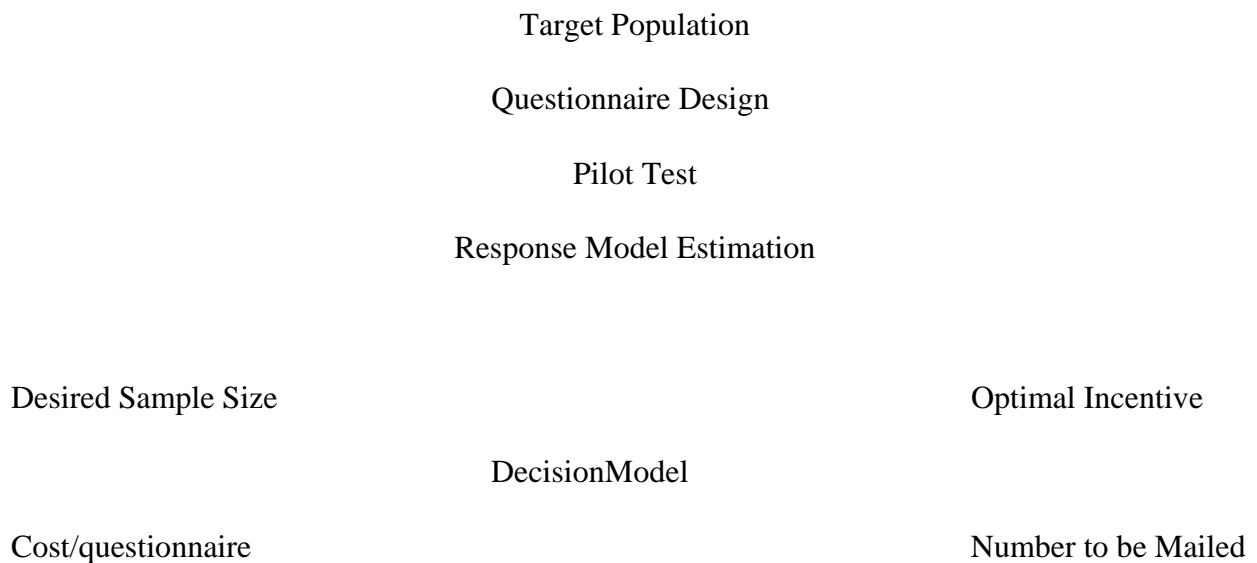 Target Population
Questionnaire Design
Pilot Test
Response Model Estimation
Desired Sample Size Optimal Incentive
DecisionModel
Cost/questionnaire Number to be Mailed